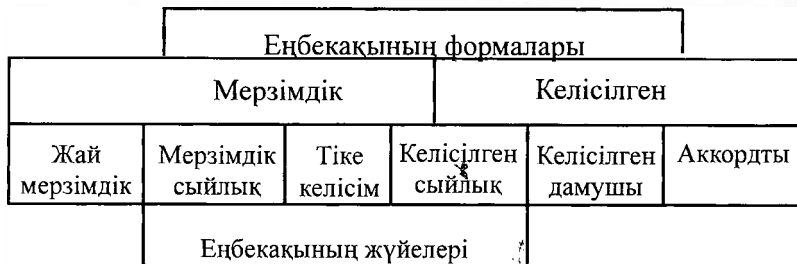 Еңбекақының формалары
Мерзімдік Келісілген
Жай мерзімдік
Мерзімдік сыйлық
Тіке келісім
Келісілген сыйлық
Келісілген дамушы
Аккордты
Еңбекақының жүйелері